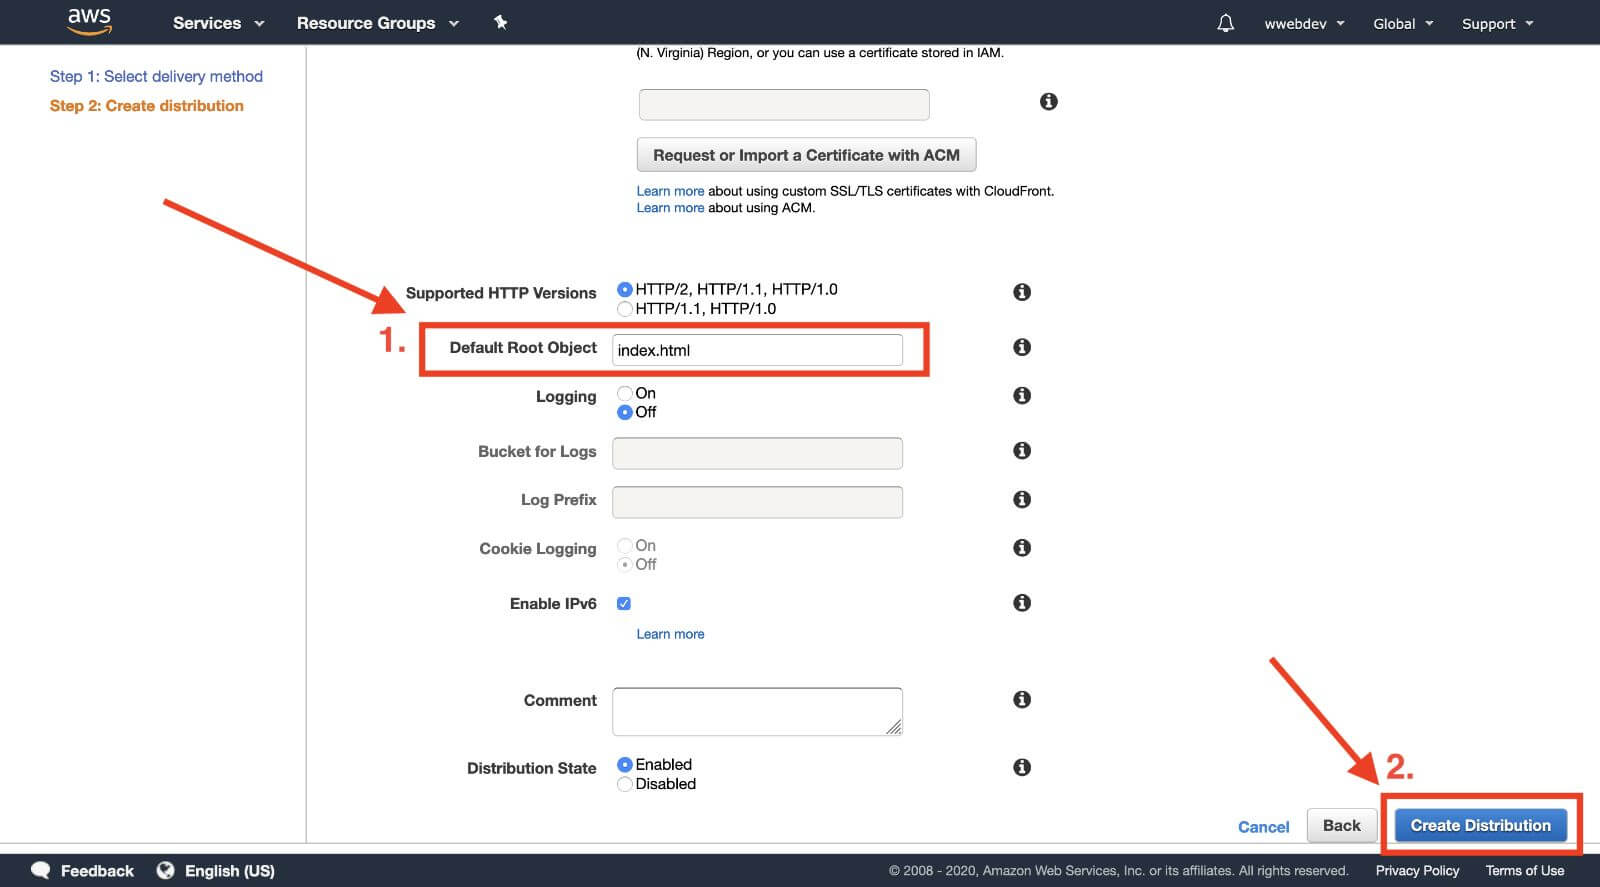 aws Services Resource Groups wwebdev Global Support
(N. Virginia) Region, or you can use a certificate stored in IAM.
Step 1: Select delivery method
Step 2: Create distribution
Request or Import a Certificate with ACM
Learn more about using custom SSL/TLS certificates with CloudFront.
Learn more about using ACM.
Supported HTTP Versions HTTP/2, HTTP/1.1, HTTP/1.0
HTTP/1.1, HTTP/1.0
1.
Default Root Object index.html
Logging On
Off
Bucket for Logs
Log Prefix
Cookie Logging On
Off
Enable IPv6
Learn more
Comment
Distribution State Enabled
Disabled
2.
Cancel Back Create Distribution
Feedback English (US) © 2008 - 2020, Amazon Web Services, Inc. or its affiliates. All rights reserved. Privacy Policy Terms of Use